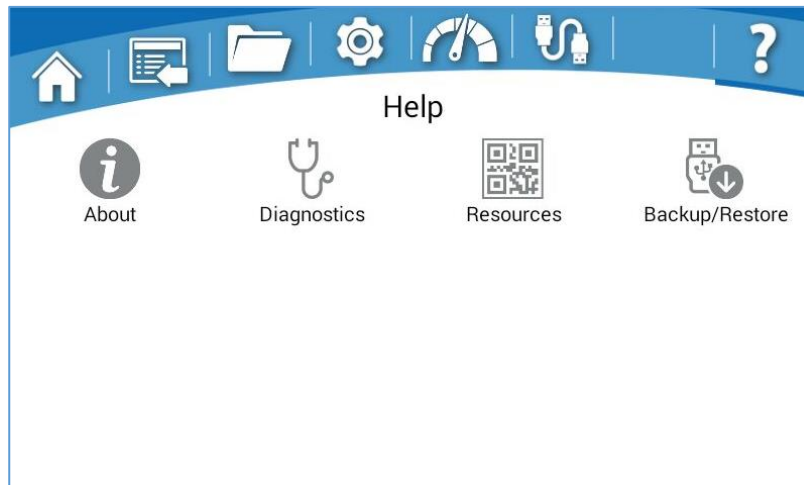 Help
About
Diagnostics
Resources
Backup/Restore